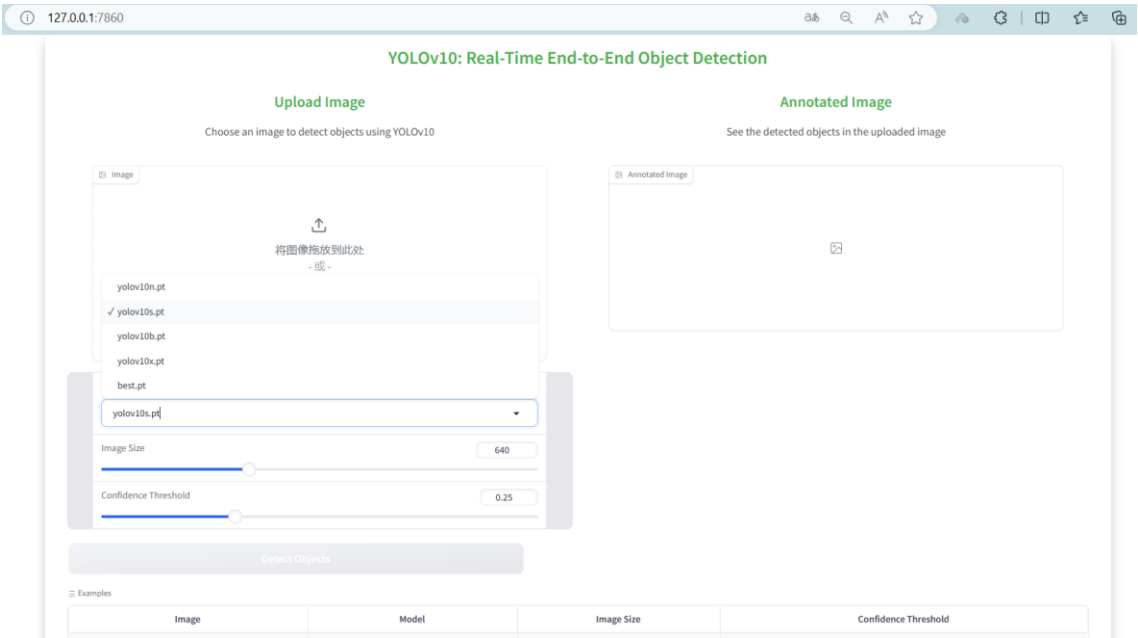 127.0.0.1:7860
YOLOv10: Real-Time End-to-End Object Detection
Upload Image
Choose an image to detect objects using YOLOv10
Image
将图像拖放到此处
- 或 -
yolov10n.pt
✓ yolov10s.pt
yolov10b.pt
yolov10x.pt
best.pt
yolov10s.pt
Image Size
640
Confidence Threshold
0.25
Detect Objects
Annotated Image
See the detected objects in the uploaded image
Annotated Image
Examples
Image Model Image Size Confidence Threshold